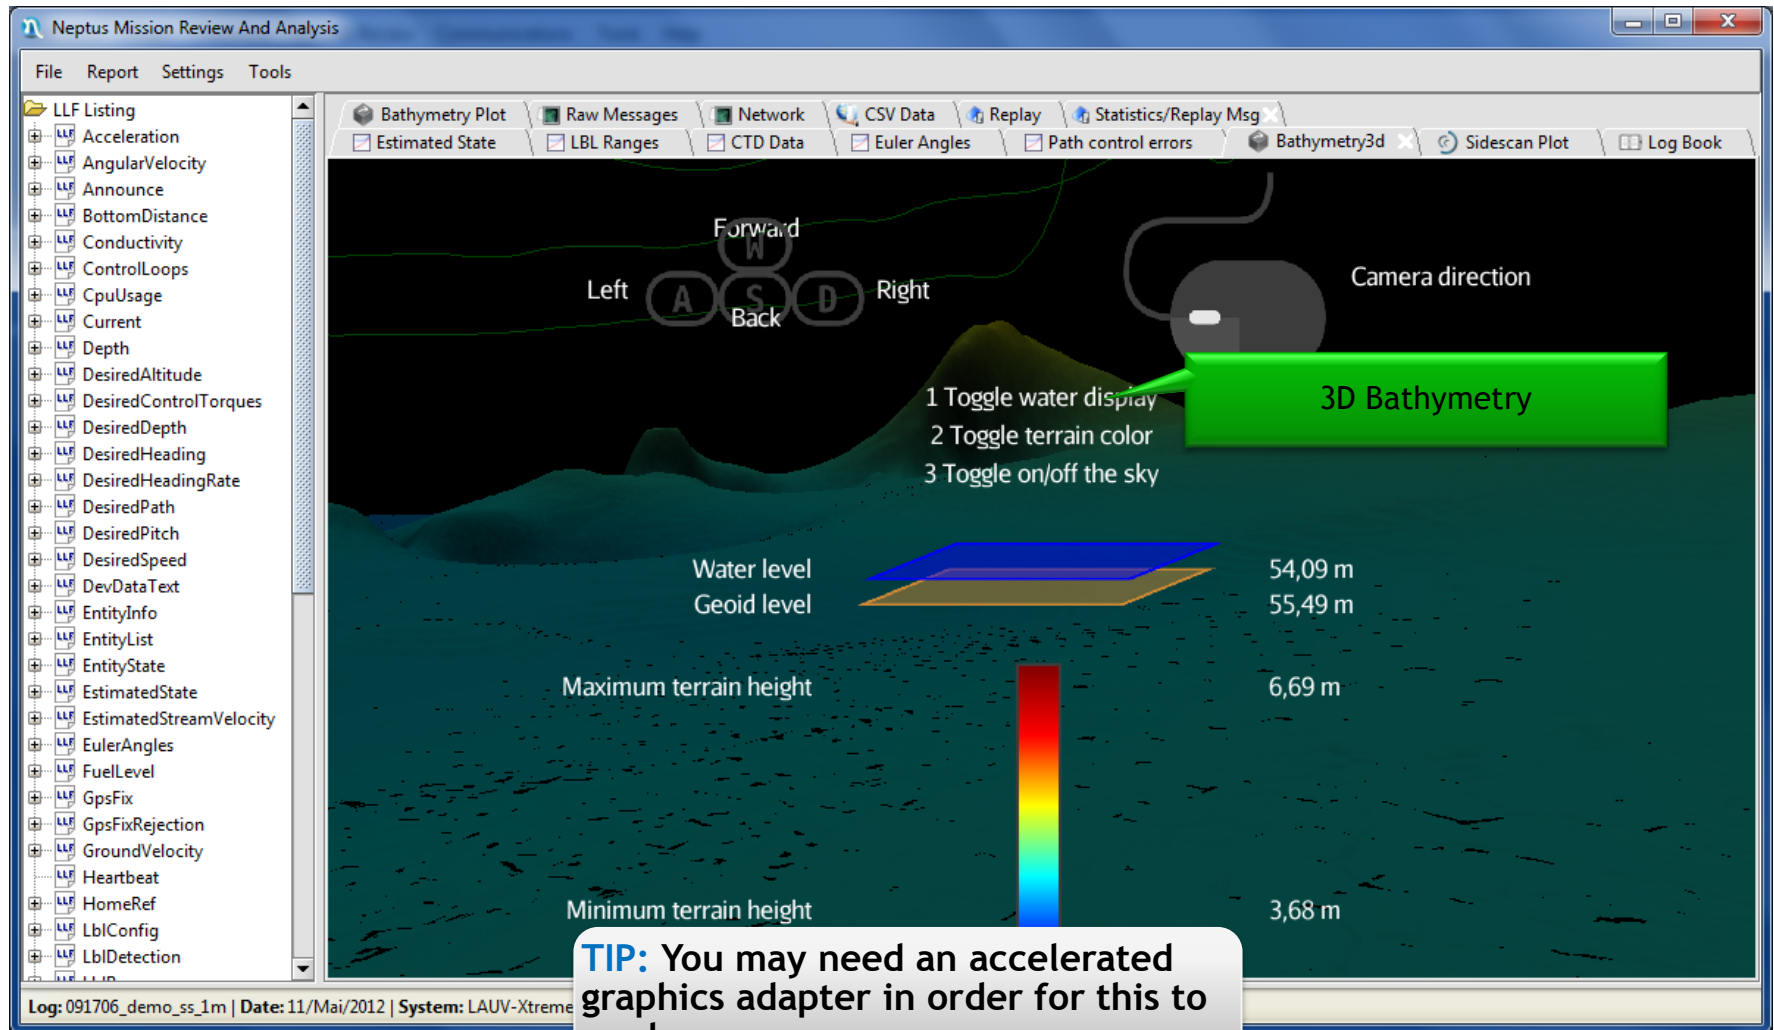 Neptus Mission Review And Analysis
File Report Settings Tools
LLF Listing
Acceleration
AngularVelocity
Announce
BottomDistance
Conductivity
ControlLoops
CpuUsage
Current
Depth
DesiredAltitude
DesiredControlTorques
DesiredDepth
DesiredHeading
DesiredHeadingRate
DesiredPath
DesiredPitch
DesiredSpeed
DevDataText
EntityInfo
EntityList
EntityState
EstimatedState
EstimatedStreamVelocity
EulerAngles
FuelLevel
GpsFix
GpsFixRejection
GroundVelocity
Heartbeat
HomeRef
LblConfig
LblDetection
Bathymetry Plot Raw Messages Network CSV Data Replay Statistics/Replay Msg
Estimated State LBL Ranges CTD Data Euler Angles Path control errors Bathymetry3d Sidescan Plot Log Book
Forward
W
Left A S D Right
Back
Camera direction
1 Toggle water display
2 Toggle terrain color
3 Toggle on/off the sky
3D Bathymetry
Water level 54,09 m
Geoid level 55,49 m
Maximum terrain height 6,69 m
Minimum terrain height 3,68 m
TIP: You may need an accelerated
graphics adapter in order for this to
Log: 091706_demo_ss_1m | Date: 11/Mai/2012 | System: LAUV-Xtreme